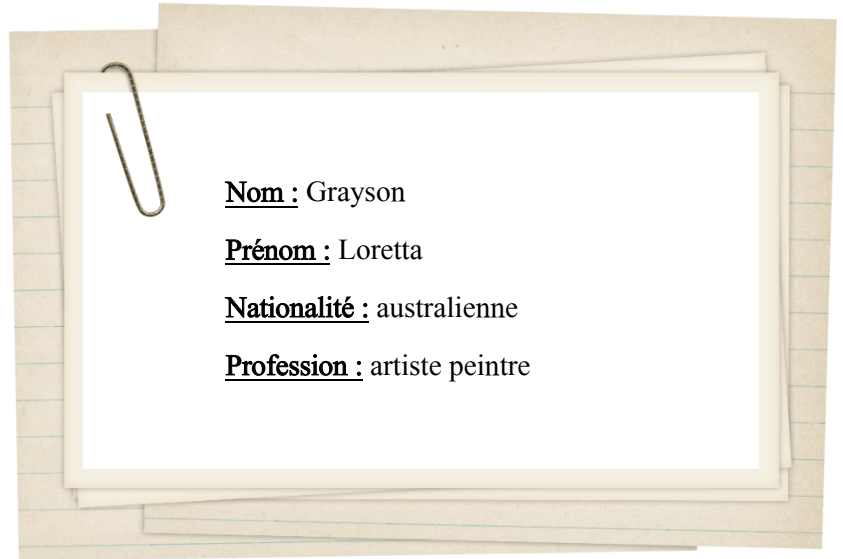 Nom : Grayson
Prénom : Loretta
Nationalité : australienne
Profession : artiste peintre